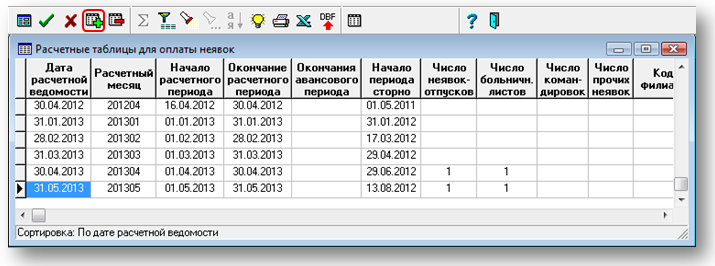 Σ а я DBF ?
Расчетные таблицы для оплаты неявок
Дата расчетной ведомости Расчетный месяц Начало расчетного периода Окончание расчетного периода Окончания авансового периода Начало периода сторно Число неявок-отпусков Число больничн. листов Число коман-дировок Число прочих неявок Код филиа
30.04.2012 201204 16.04.2012 30.04.2012 01.05.2011
31.01.2013 201301 01.01.2013 31.01.2013 31.01.2012
28.02.2013 201302 01.02.2013 28.02.2013 17.03.2012
31.03.2013 201303 01.03.2013 31.03.2013 29.04.2012
30.04.2013 201304 01.04.2013 30.04.2013 29.06.2012 1 1
31.05.2013 201305 01.05.2013 31.05.2013 13.08.2012 1 1
Сортировка: По дате расчетной ведомости